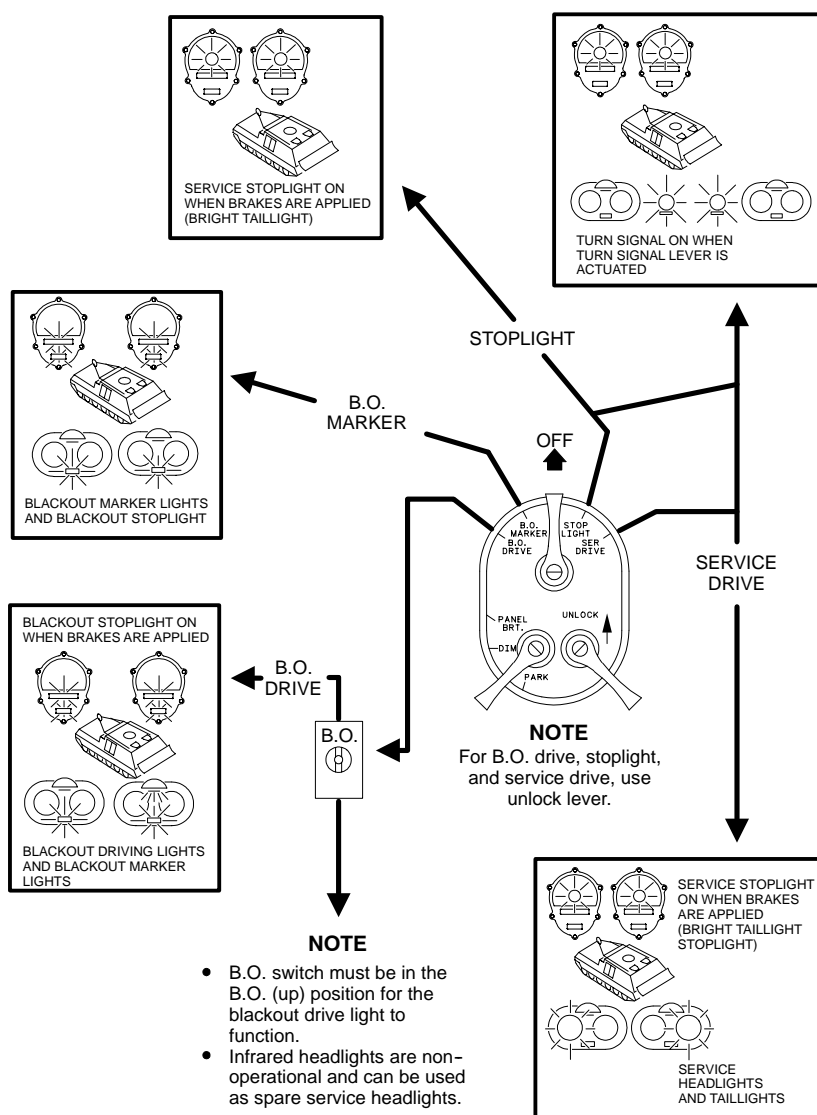 SERVICE STOPLIGHT ON
WHEN BRAKES ARE APPLIED
(BRIGHT TAILLIGHT)
TURN SIGNAL ON WHEN
TURN SIGNAL LEVER IS
ACTUATED
STOPLIGHT
B.O.
MARKER
OFF
BLACKOUT MARKER LIGHTS
AND BLACKOUT STOPLIGHT
B.O.
MARKER
B.O.
DRIVE
STOP
LIGHT
SER
DRIVE
SERVICE
DRIVE
PANEL
BRT.
DIM
PARK
UNLOCK
BLACKOUT STOPLIGHT ON
WHEN BRAKES ARE APPLIED
B.O.
DRIVE
B.O.
BLACKOUT DRIVING LIGHTS
AND BLACKOUT MARKER
LIGHTS
NOTE
For B.O. drive, stoplight,
and service drive, use
unlock lever.
NOTE
• B.O. switch must be in the
B.O. (up) position for the
blackout drive light to
function.
• Infrared headlights are non-
operational and can be used
as spare service headlights.
SERVICE STOPLIGHT
ON WHEN BRAKES
ARE APPLIED
(BRIGHT TAILLIGHT
STOPLIGHT)
SERVICE
HEADLIGHTS
AND TAILLIGHTS